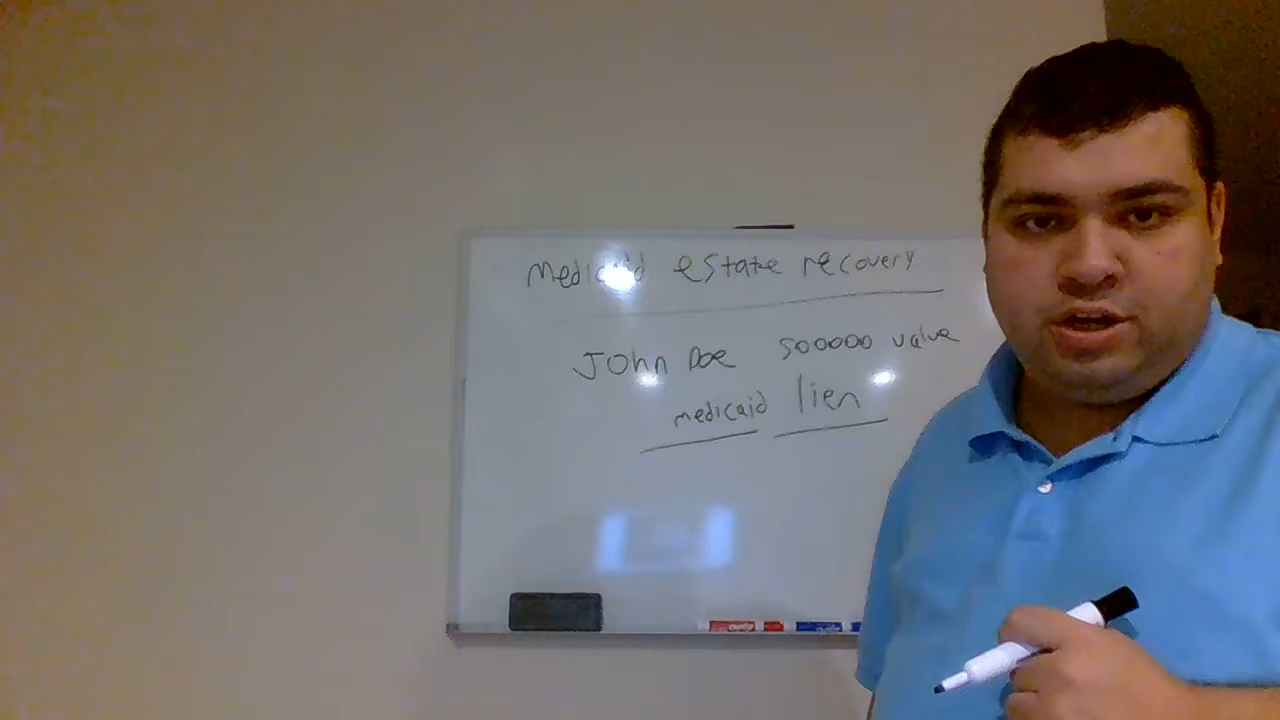 Medicaid estate recovery
John Doe 500000 value
medicaid lien